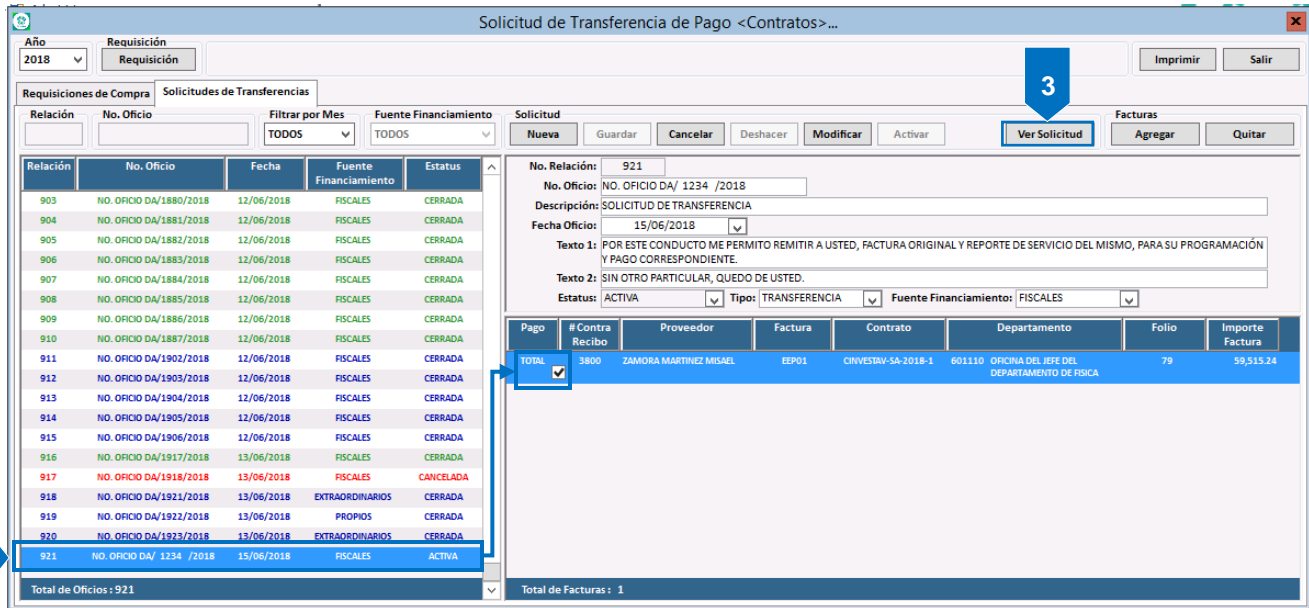 Solicitud de Transferencia de Pago <Contratos>...
Año
Requisición
2018
Requisición
Imprimir
Salir
3
Requisiciones de Compra
Solicitudes de Transferencias
Relación
No. Oficio
Filtrar por Mes
Fuente Financiamiento
TODOS
TODOS
Solicitud
Nueva
Guardar
Cancelar
Deshacer
Modificar
Activar
Ver Solicitud
Facturas
Agregar
Quitar
Relación No. Oficio Fecha Fuente Financiamiento Estatus
903 NO. OFICIO DA/1880/2018 12/06/2018 FISCALES CERRADA
904 NO. OFICIO DA/1881/2018 12/06/2018 FISCALES CERRADA
905 NO. OFICIO DA/1882/2018 12/06/2018 FISCALES CERRADA
906 NO. OFICIO DA/1883/2018 12/06/2018 FISCALES CERRADA
907 NO. OFICIO DA/1884/2018 12/06/2018 FISCALES CERRADA
908 NO. OFICIO DA/1885/2018 12/06/2018 FISCALES CERRADA
909 NO. OFICIO DA/1886/2018 12/06/2018 FISCALES CERRADA
910 NO. OFICIO DA/1887/2018 12/06/2018 FISCALES CERRADA
911 NO. OFICIO DA/1902/2018 12/06/2018 FISCALES CERRADA
912 NO. OFICIO DA/1903/2018 12/06/2018 FISCALES CERRADA
913 NO. OFICIO DA/1904/2018 12/06/2018 FISCALES CERRADA
914 NO. OFICIO DA/1905/2018 12/06/2018 FISCALES CERRADA
915 NO. OFICIO DA/1906/2018 12/06/2018 FISCALES CERRADA
916 NO. OFICIO DA/1917/2018 13/06/2018 FISCALES CERRADA
917 NO. OFICIO DA/1918/2018 13/06/2018 FISCALES CANCELADA
918 NO. OFICIO DA/1921/2018 13/06/2018 EXTRAORDINARIOS CERRADA
919 NO. OFICIO DA/1922/2018 13/06/2018 PROPIOS CERRADA
920 NO. OFICIO DA/1923/2018 13/06/2018 EXTRAORDINARIOS CERRADA
921 NO. OFICIO DA/ 1234 /2018 15/06/2018 FISCALES ACTIVA
Total de Oficios : 921
No. Relación: 921
No. Oficio: NO. OFICIO DA/ 1234 /2018
Descripción: SOLICITUD DE TRANSFERENCIA
Fecha Oficio: 15/06/2018
Texto 1: POR ESTE CONDUCTO ME PERMITO REMITIR A USTED, FACTURA ORIGINAL Y REPORTE DE SERVICIO DEL MISMO, PARA SU PROGRAMACIÓN
Y PAGO CORRESPONDIENTE.
Texto 2: SIN OTRO PARTICULAR, QUEDO DE USTED.
Estatus: ACTIVA Tipo: TRANSFERENCIA Fuente Financiamiento: FISCALES
Pago #Contra Recibo Proveedor Factura Contrato Departamento Folio Importe Factura
TOTAL 3800 ZAMORA MARTINEZ MISAEL EEP01 CINVESTAV-SA-2018-1 601110 OFICINA DEL JEFE DEL 79 59,515.24
DEPARTAMENTO DE FISICA
Total de Facturas : 1